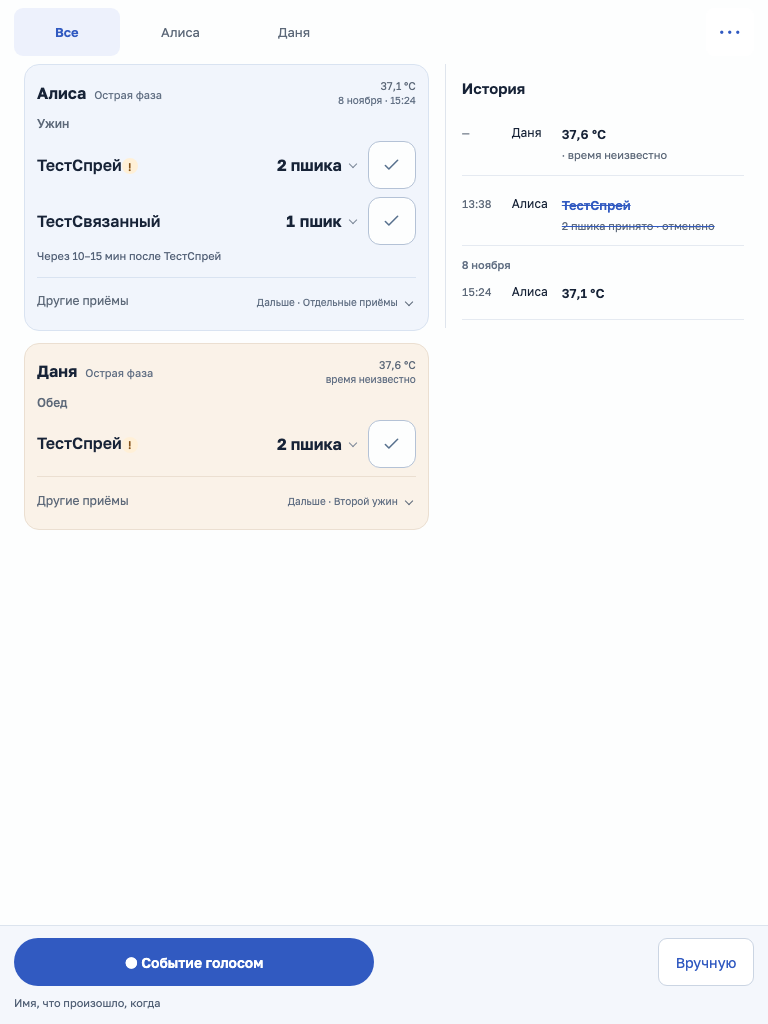 Все
Алиса
Даня
Алиса Острая фаза
37,1 °C
8 ноября · 15:24
Ужин
ТестСпрей ! 2 пшика
ТестСвязанный 1 пшик
Через 10–15 мин после ТестСпрей
Другие приёмы Дальше · Отдельные приёмы
Даня Острая фаза
37,6 °C
время неизвестно
Обед
ТестСпрей ! 2 пшика
Другие приёмы Дальше · Второй ужин
История
— Даня 37,6 °C
· время неизвестно
13:38 Алиса ТестСпрей
2 пшика принято · отменено
8 ноября
15:24 Алиса 37,1 °C
Событие голосом
Вручную
Имя, что произошло, когда